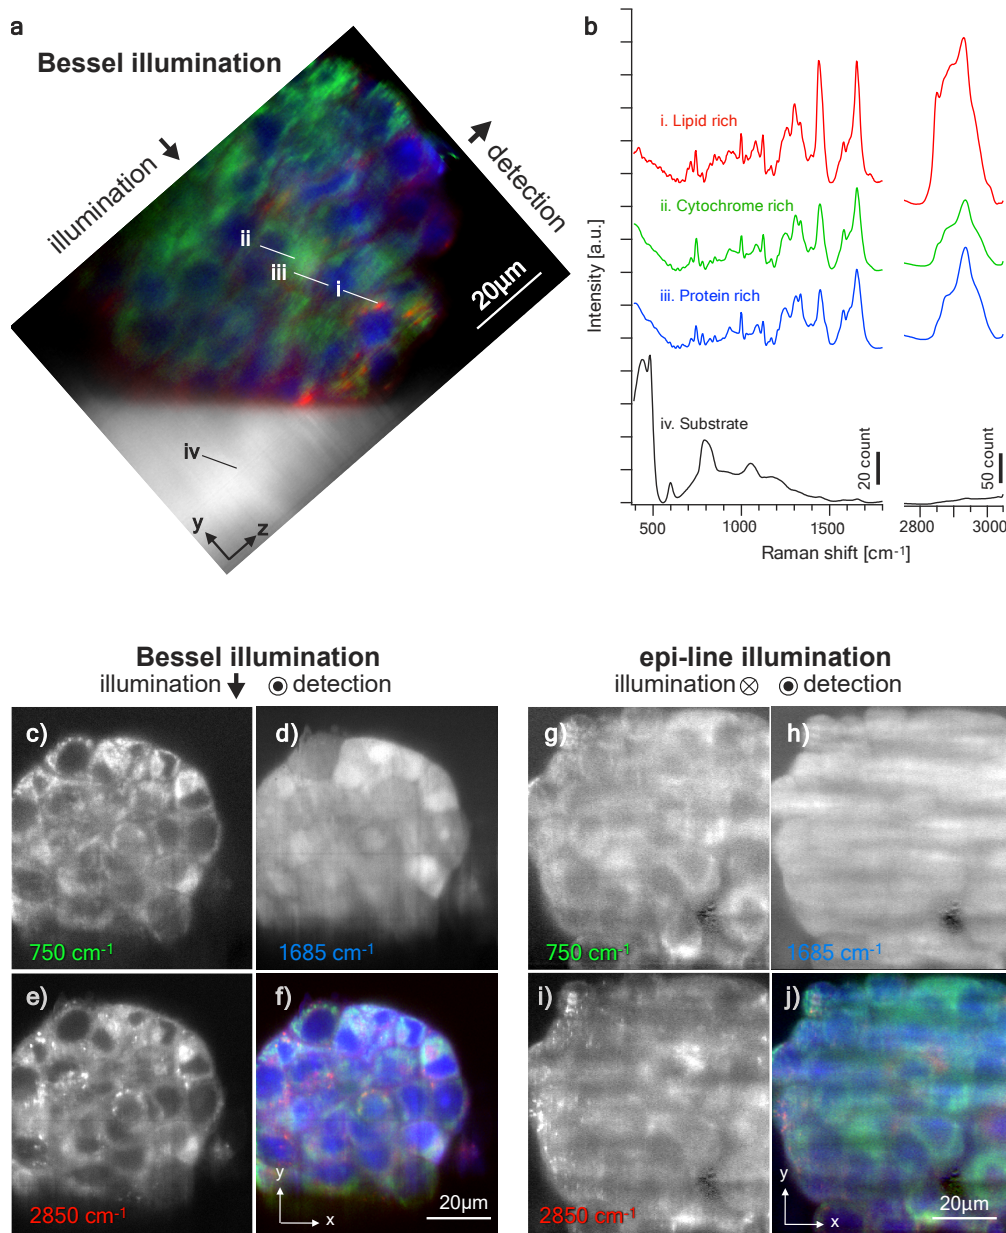 a
Bessel illumination
illumination
detection
ii
iii
i
20µm
iv
y
z
b
Intensity [a.u.]
i. Lipid rich
ii. Cytochrome rich
iii. Protein rich
iv. Substrate
20 count
50 count
500 1000 1500 2800 3000
Raman shift [cm-1]
Bessel illumination
illumination detection
epi-line illumination
illumination detection
c)
750 cm-1
d)
1685 cm-1
g)
750 cm-1
h)
1685 cm-1
e)
2850 cm-1
f)
y
x
20µm
i)
2850 cm-1
j)
y
x
20µm